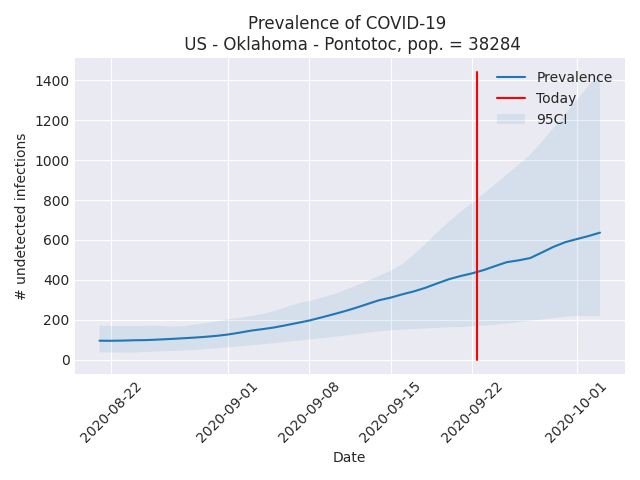 Prevalence of COVID-19
US - Oklahoma - Pontotoc, pop. = 38284
Prevalence
Today
95CI
# undetected infections
1400
1200
1000
800
600
400
200
0
2020-08-22
2020-09-01
2020-09-08
2020-09-15
2020-09-22
2020-10-01
Date